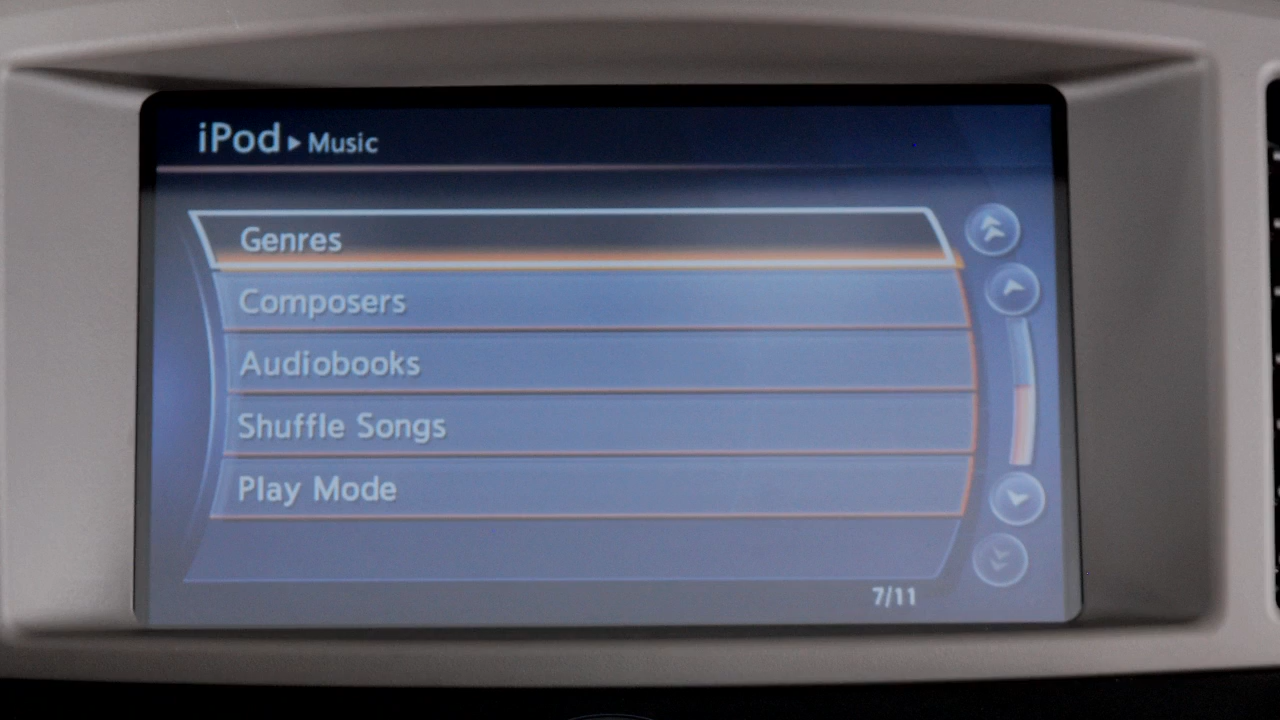 iPod ▸ Music
Genres
Composers
Audiobooks
Shuffle Songs
Play Mode
7/11